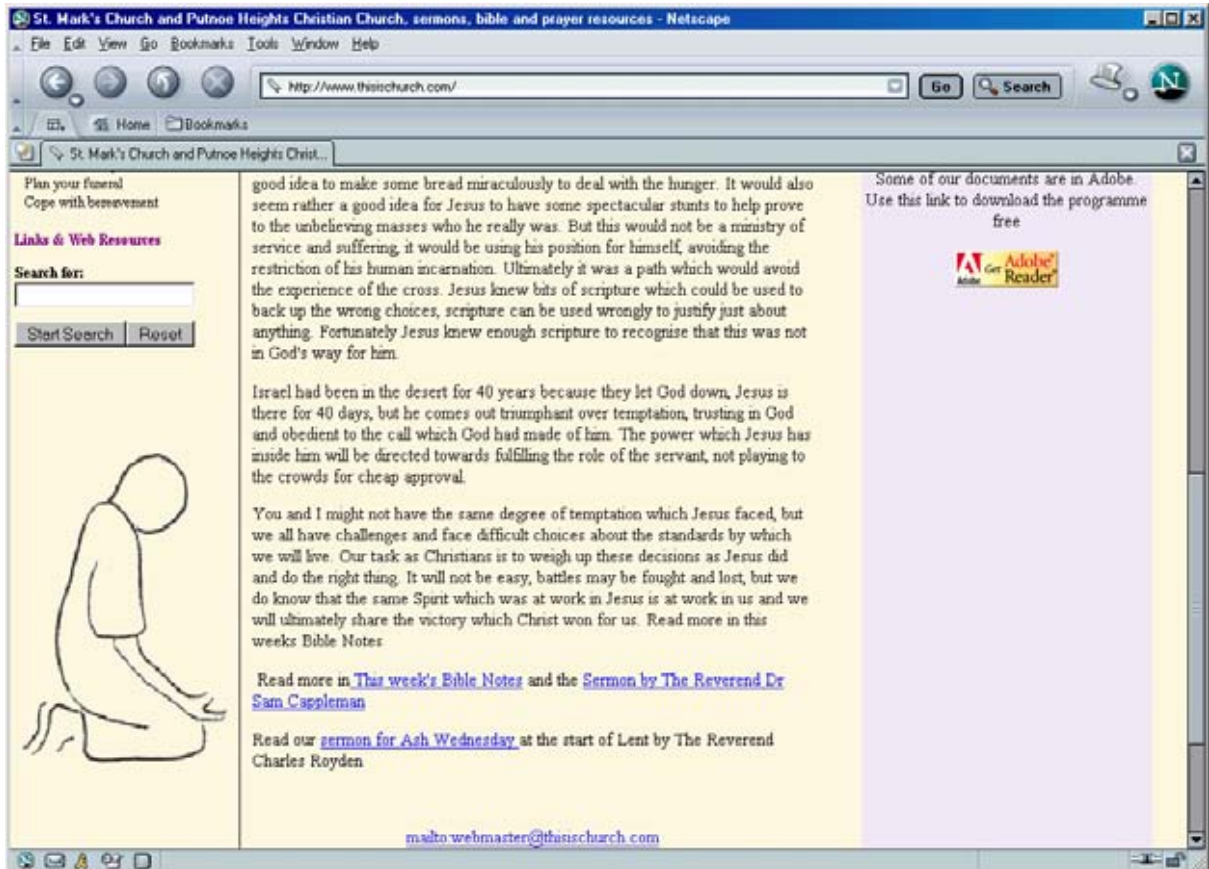 St. Mark's Church and Putnoe Heights Christian Church, sermons, bible and prayer resources - Netscape
File Edit View Go Bookmarks Tools Window Help
http://www.thisischurch.com/
Go
Search
N
Home
Bookmarks
St. Mark's Church and Putnoe Heights Christ...
Plan your funeral
Cope with bereavement
Links & Web Resources
Search for:
Start Search Reset
good idea to make some bread miraculously to deal with the hunger. It would also
seem rather a good idea for Jesus to have some spectacular stunts to help prove
to the unbelieving masses who he really was. But this would not be a ministry of
service and suffering, it would be using his position for himself, avoiding the
restriction of his human incarnation. Ultimately it was a path which would avoid
the experience of the cross. Jesus knew bits of scripture which could be used to
back up the wrong choices, scripture can be used wrongly to justify just about
anything. Fortunately Jesus knew enough scripture to recognise that this was not
in God's way for him.
Israel had been in the desert for 40 years because they let God down, Jesus is
there for 40 days, but he comes out triumphant over temptation, trusting in God
and obedient to the call which God had made of him. The power which Jesus has
inside him will be directed towards fulfilling the role of the servant, not playing to
the crowds for cheap approval.
You and I might not have the same degree of temptation which Jesus faced, but
we all have challenges and face difficult choices about the standards by which
we will live. Our task as Christians is to weigh up these decisions as Jesus did
and do the right thing. It will not be easy, battles may be fought and lost, but we
do know that the same Spirit which was at work in Jesus is at work in us and we
will ultimately share the victory which Christ won for us. Read more in this
weeks Bible Notes
Read more in This week's Bible Notes and the Sermon by The Reverend Dr
Sam Cappleman
Read our sermon for Ash Wednesday at the start of Lent by The Reverend
Charles Royden
mailto:webmaster@thisischurch.com
Some of our documents are in Adobe.
Use this link to download the programme
free
Adobe
Get Adobe®
Reader®